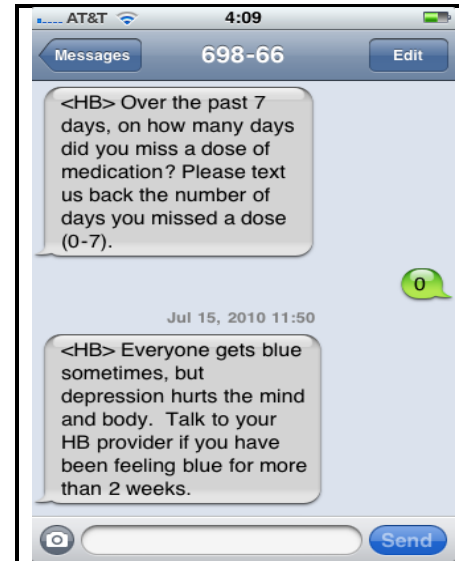 AT&T 4:09
Messages 698-66 Edit
<HB> Over the past 7
days, on how many days
did you miss a dose of
medication? Please text
us back the number of
days you missed a dose
(0-7).
0
Jul 15, 2010 11:50
<HB> Everyone gets blue
sometimes, but
depression hurts the mind
and body.  Talk to your
HB provider if you have
been feeling blue for more
than 2 weeks.
Send